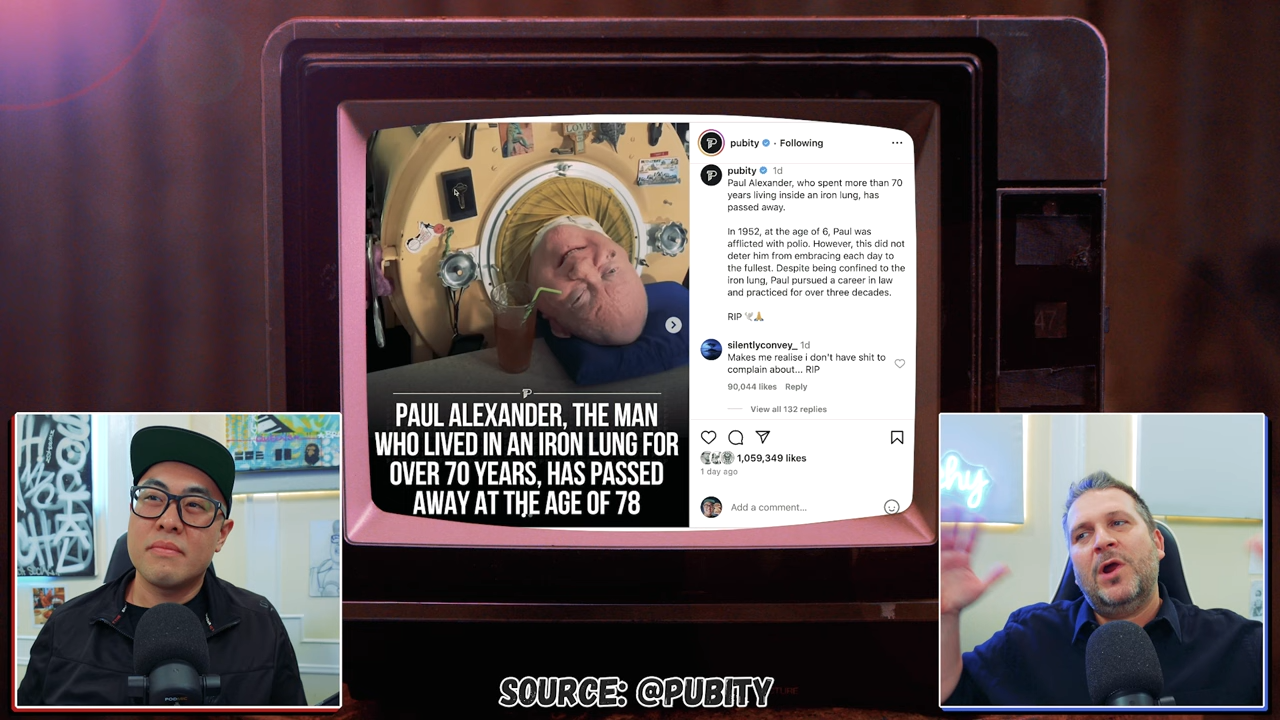 pubity · Following
pubity 1d
Paul Alexander, who spent more than 70
years living inside an iron lung, has
passed away.
In 1952, at the age of 6, Paul was
afflicted with polio. However, this did not
deter him from embracing each day to
the fullest. Despite being confined to the
iron lung, Paul pursued a career in law
and practiced for over three decades.
RIP 🕊🙏🏼
silentlyconvey_ 1d
Makes me realise i don't have shit to
complain about... RIP
90,044 likes Reply
View all 132 replies
1,059,349 likes
1 day ago
Add a comment...
PAUL ALEXANDER, THE MAN
WHO LIVED IN AN IRON LUNG FOR
OVER 70 YEARS, HAS PASSED
AWAY AT THE AGE OF 78
47
hy
SOURCE: @PUBITY